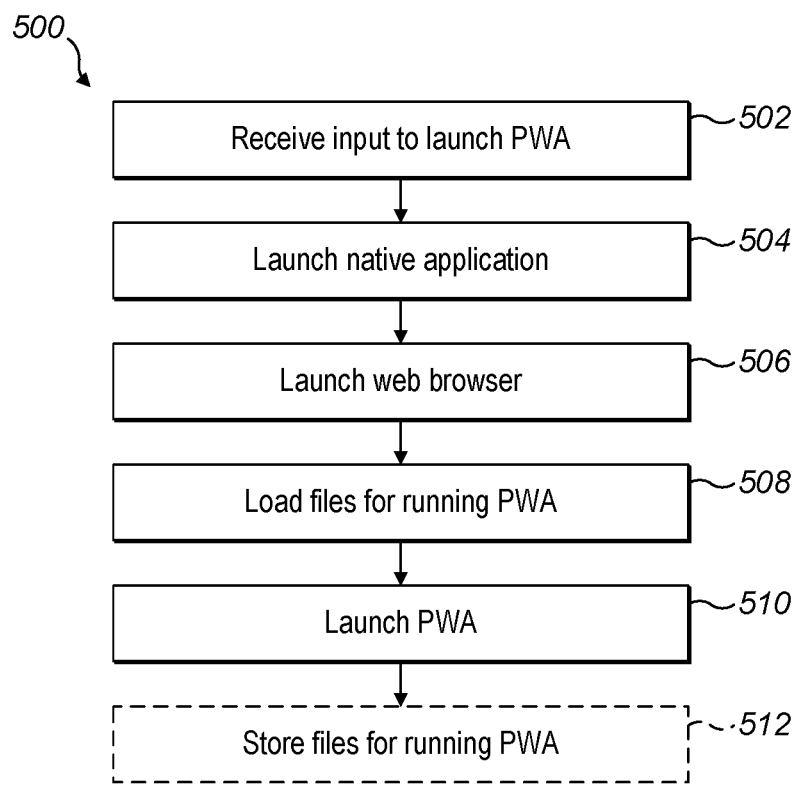 500
Receive input to launch PWA
502
Launch native application
504
Launch web browser
506
Load files for running PWA
508
Launch PWA
510
Store files for running PWA
512